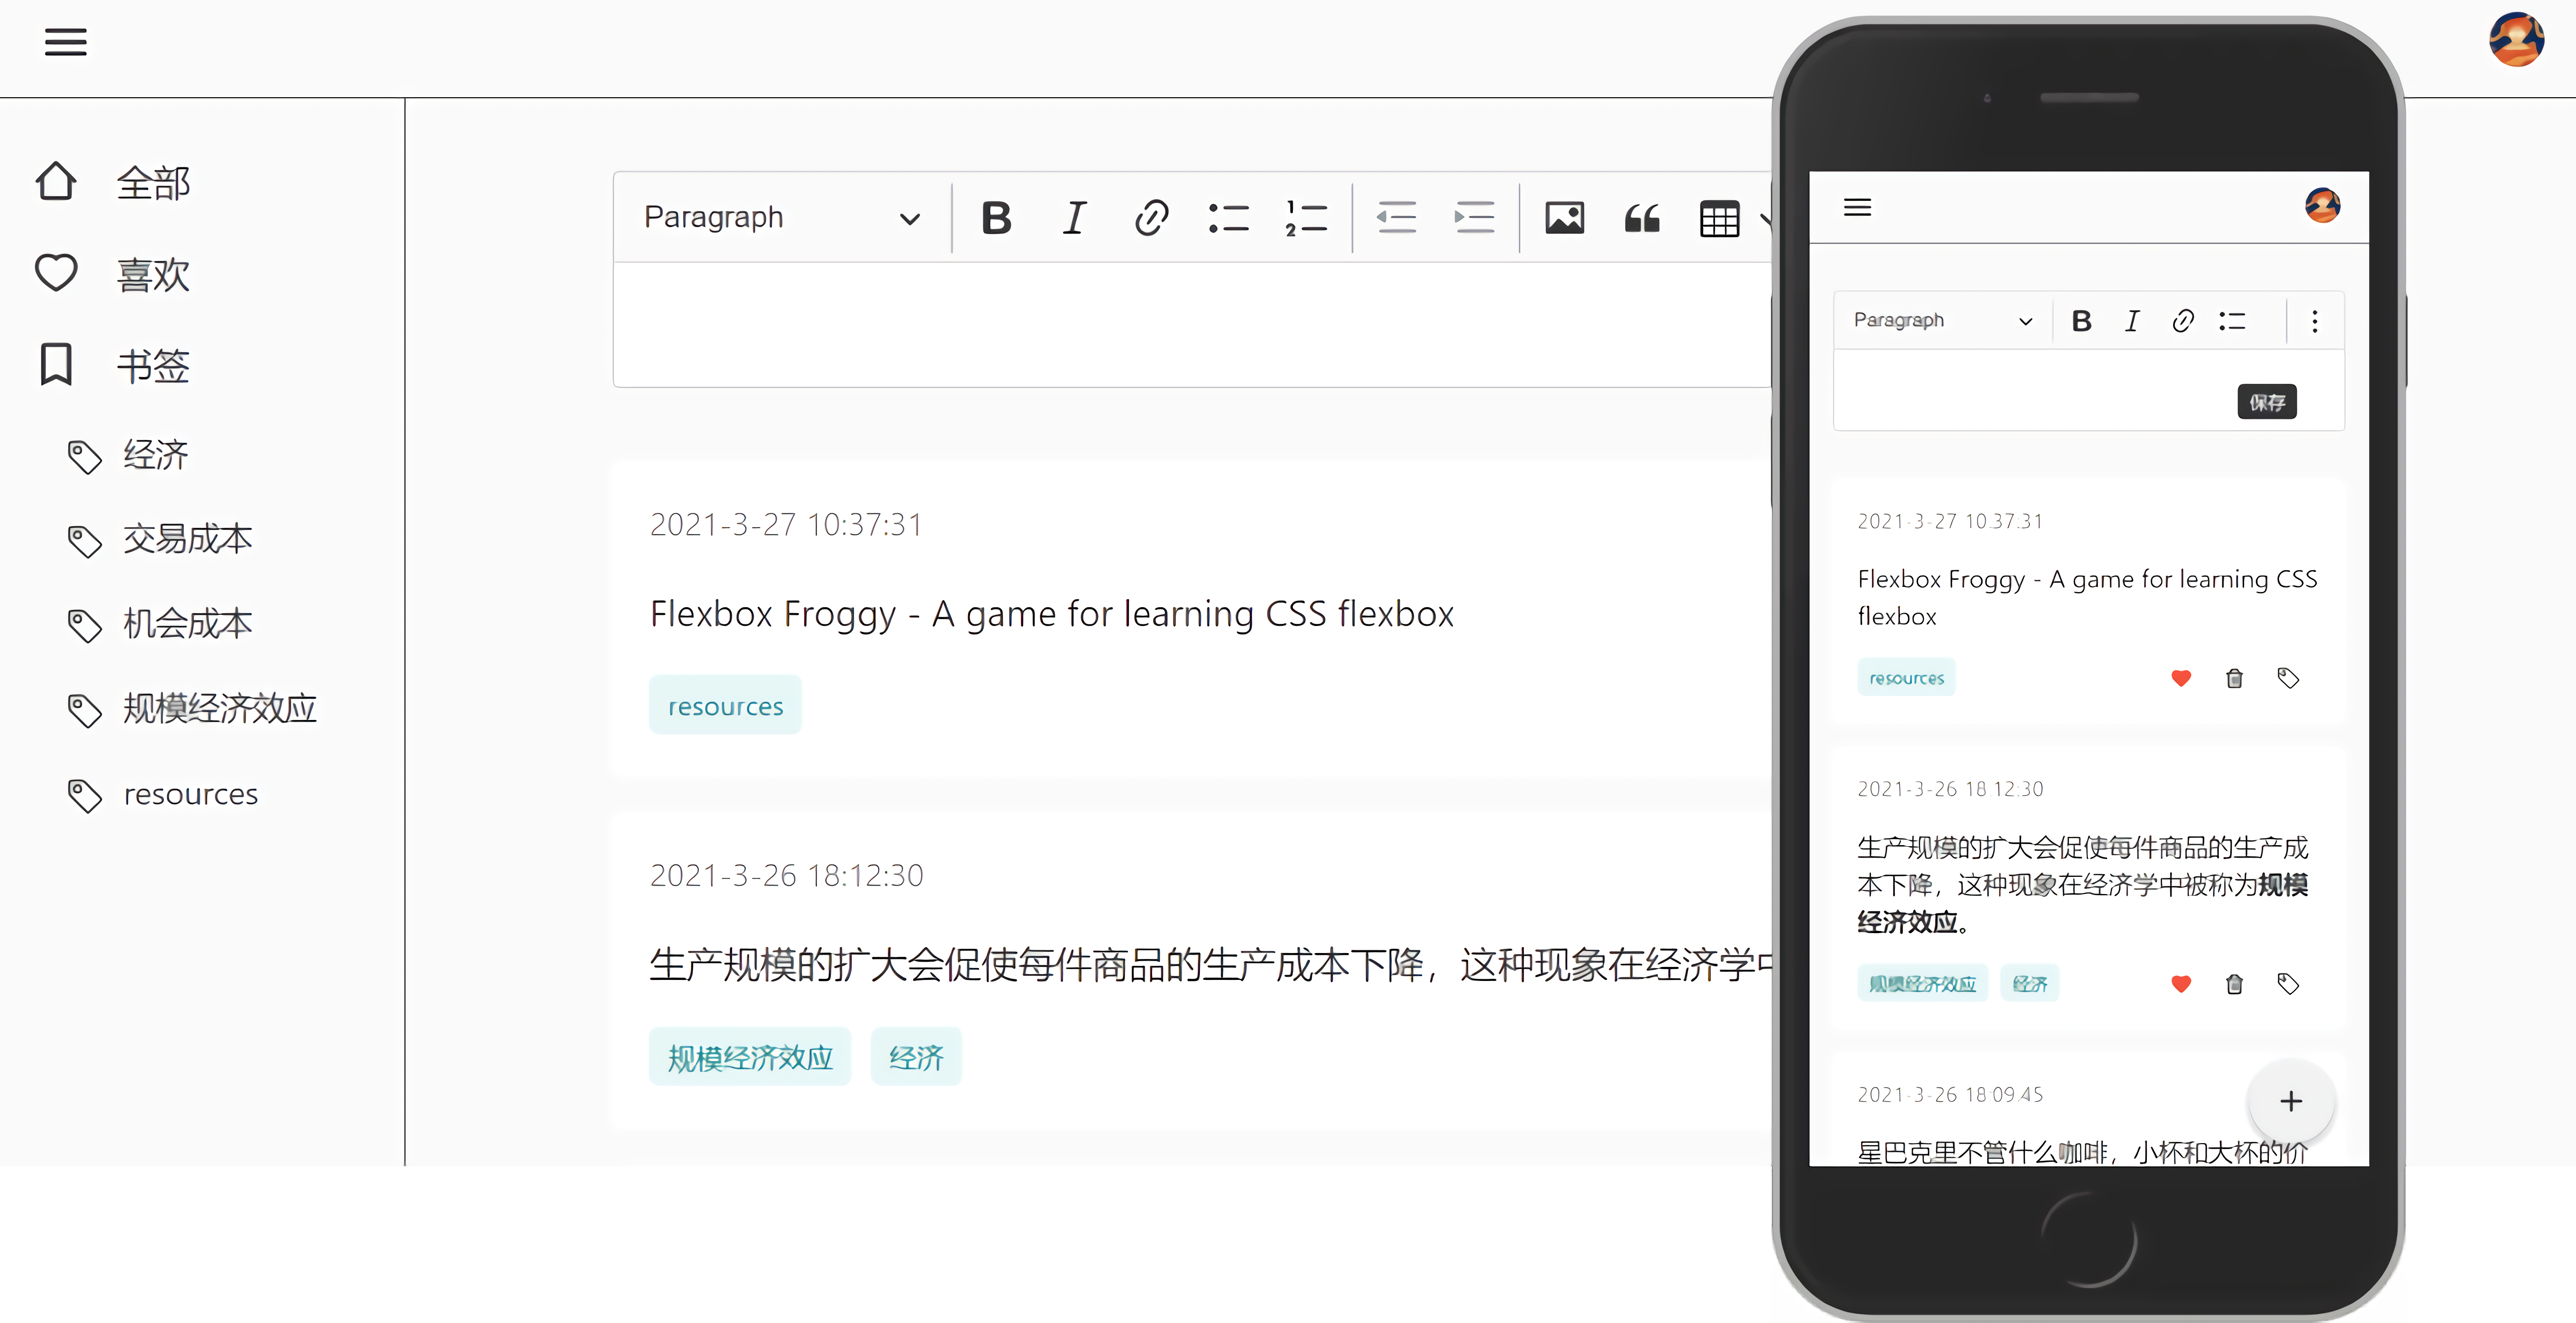 全部
喜欢
书签
经济
交易成本
机会成本
规模经济效应
resources
Paragraph
2021-3-27 10:37:31
Flexbox Froggy - A game for learning CSS flexbox
resources
2021-3-26 18:12:30
生产规模的扩大会促使每件商品的生产成本下降，这种现象在经济学中
规模经济效应 经济
Paragraph
保存
2021-3-27 10:37:31
Flexbox Froggy - A game for learning CSS
flexbox
resources
2021-3-26 18:12:30
生产规模的扩大会促使每件商品的生产成
本下降，这种现象在经济学中被称为规模
经济效应。
规模经济效应 经济
2021-3-26 18:09:45
星巴克里不管什么咖啡，小杯和大杯的价